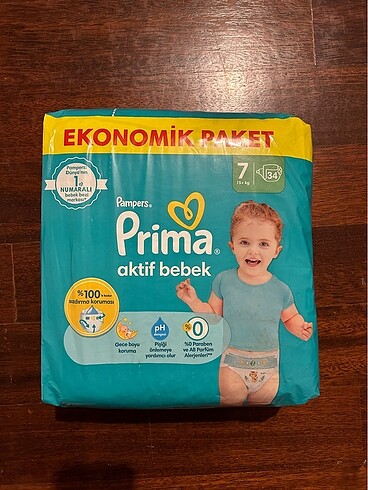 EKONOMİK PAKET
Pampers
Dünya'nın
1.
NUMARALI
bebek bezi
markası*
Pampers®
Prima®
aktif bebek
7
15+ kg
34
%100'e kadar
sızdırma koruması
Gece boyu
koruma
pH
Pişiği
önlemeye
yardımcı olur
%0
%0 Paraben
ve AB Parfüm
Alerjenleri**